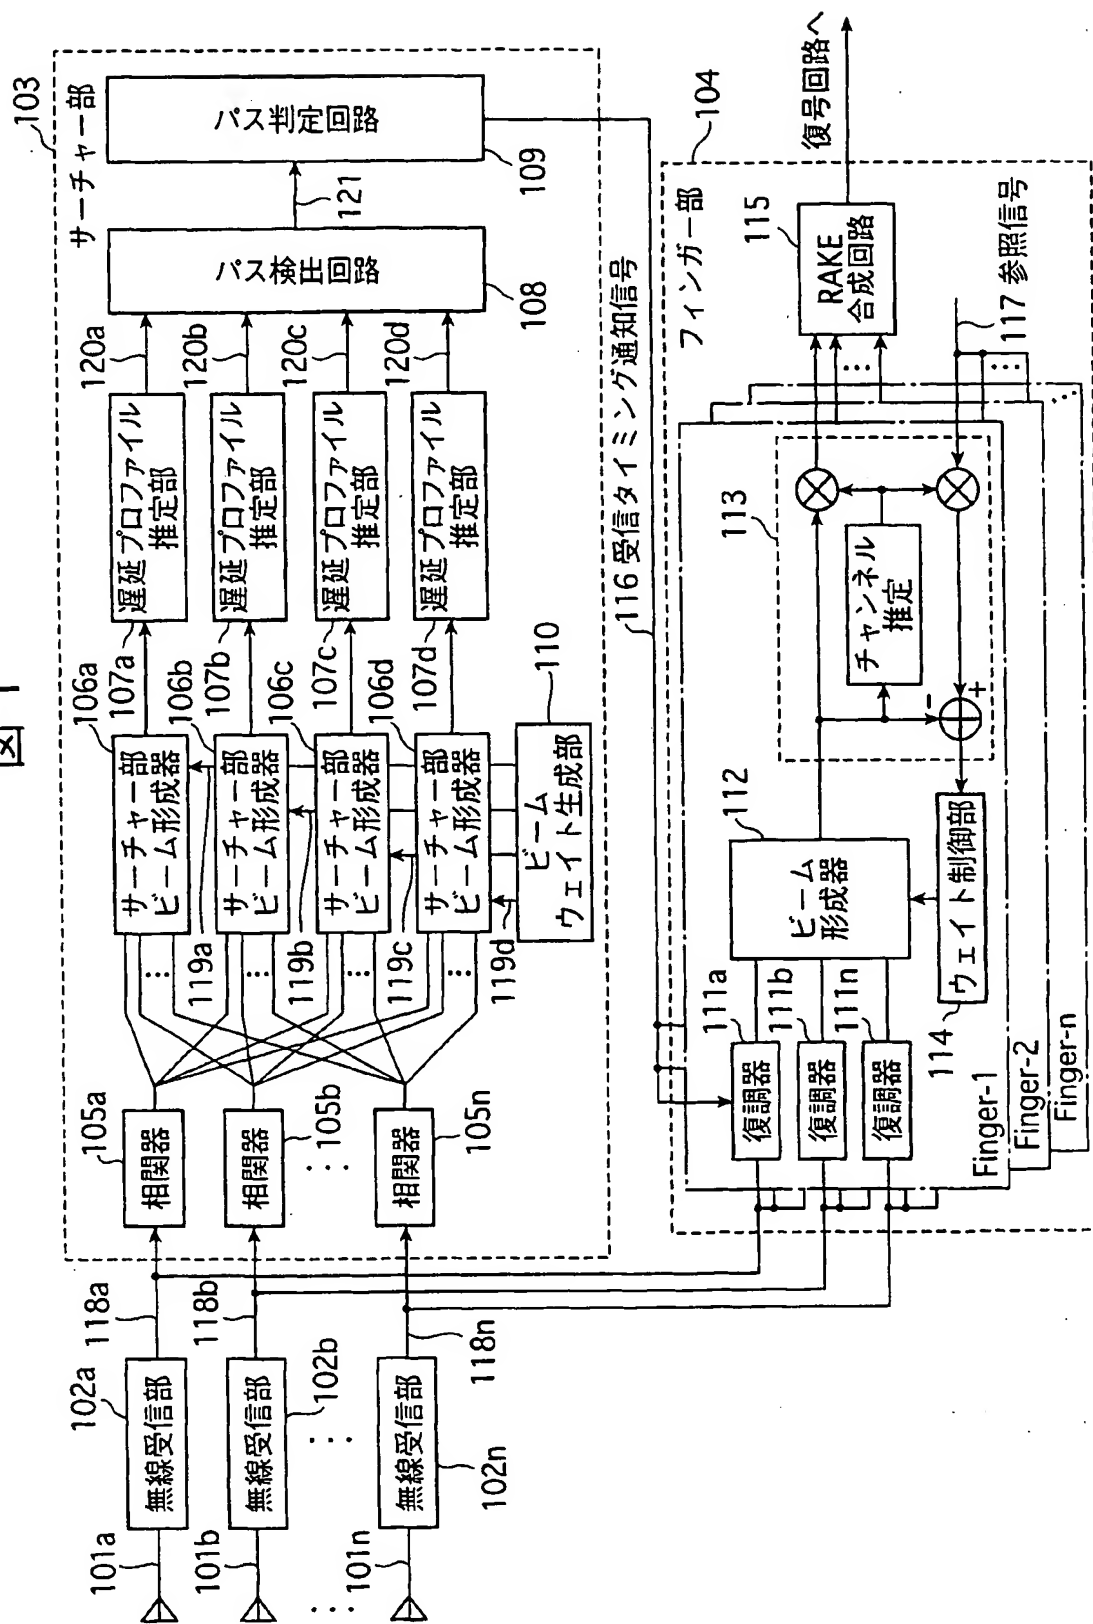 図 1
103
サーチャー部
101a
101b
⋮
101n
102a
無線受信部
無線受信部
102b
⋮
無線受信部
102n
118a
118b
118n
105a
相関器
相関器
105b
⋮
相関器
105n
106a
サーチャー部
ビーム形成器
119a
106b
サーチャー部
ビーム形成器
119b
106c
サーチャー部
ビーム形成器
119c
106d
サーチャー部
ビーム形成器
119d
110
ビーム
ウェイト生成部
107a
遅延プロファイル
推定部
107b
遅延プロファイル
推定部
107c
遅延プロファイル
推定部
107d
遅延プロファイル
推定部
120a
120b
120c
120d
パス検出回路
108
121
パス判定回路
109
116 受信タイミング通知信号
104
フィンガー部
111a
復調器
111b
復調器
111n
復調器
112
ビーム
形成器
113
チャンネル
推定
-
+
ウェイト制御部
114
115
RAKE
合成回路
復号回路へ
117 参照信号
Finger-1
Finger-2
Finger-n